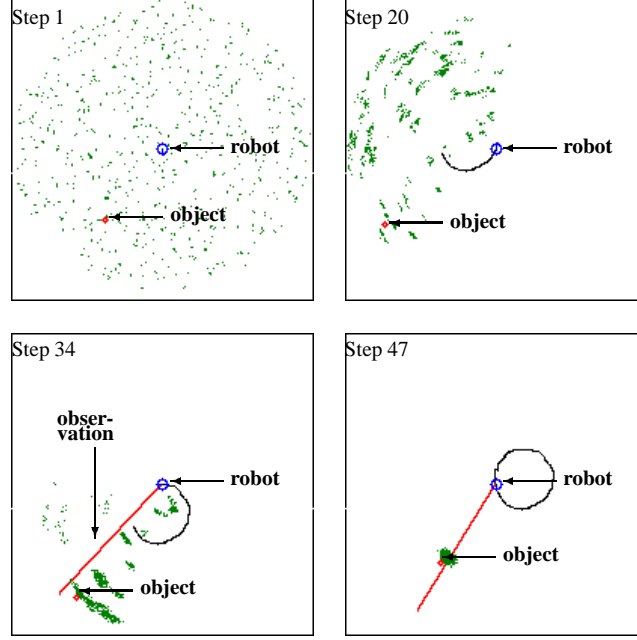 Step 1
robot
object
Step 20
robot
object
Step 34
obser-
vation
robot
object
Step 47
robot
object